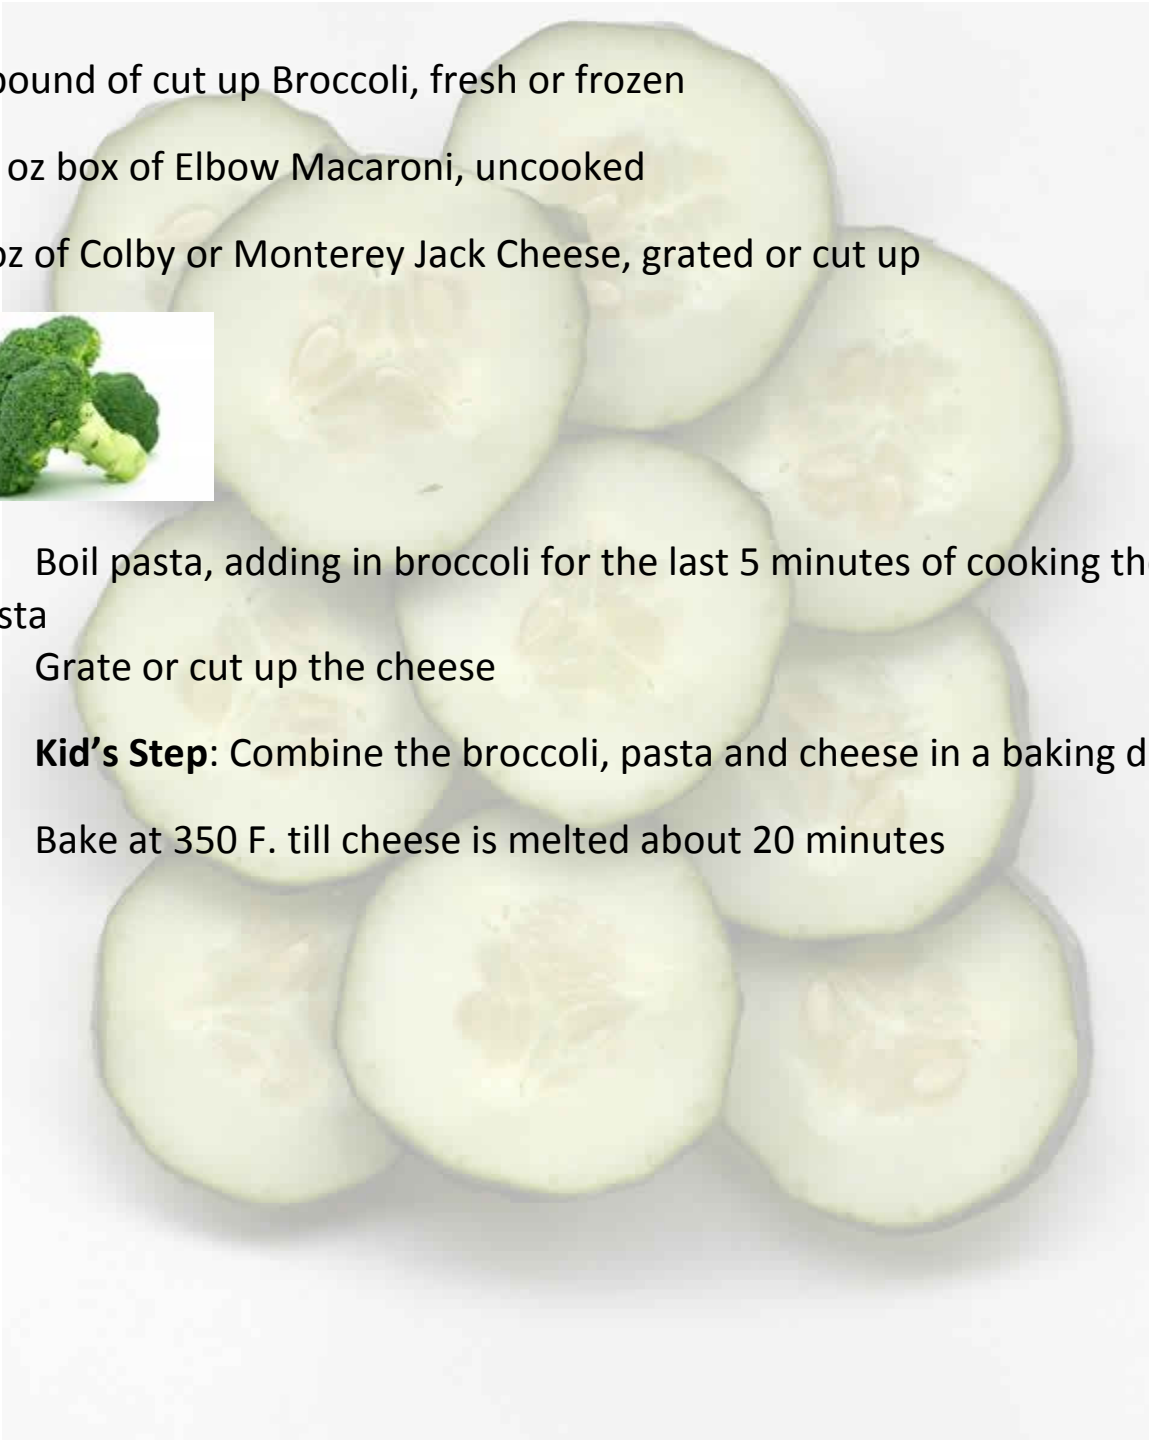 pound of cut up Broccoli, fresh or frozen
oz box of Elbow Macaroni, uncooked
oz of Colby or Monterey Jack Cheese, grated or cut up
Boil pasta, adding in broccoli for the last 5 minutes of cooking the
sta
Grate or cut up the cheese
Kid's Step: Combine the broccoli, pasta and cheese in a baking d
Bake at 350 F. till cheese is melted about 20 minutes